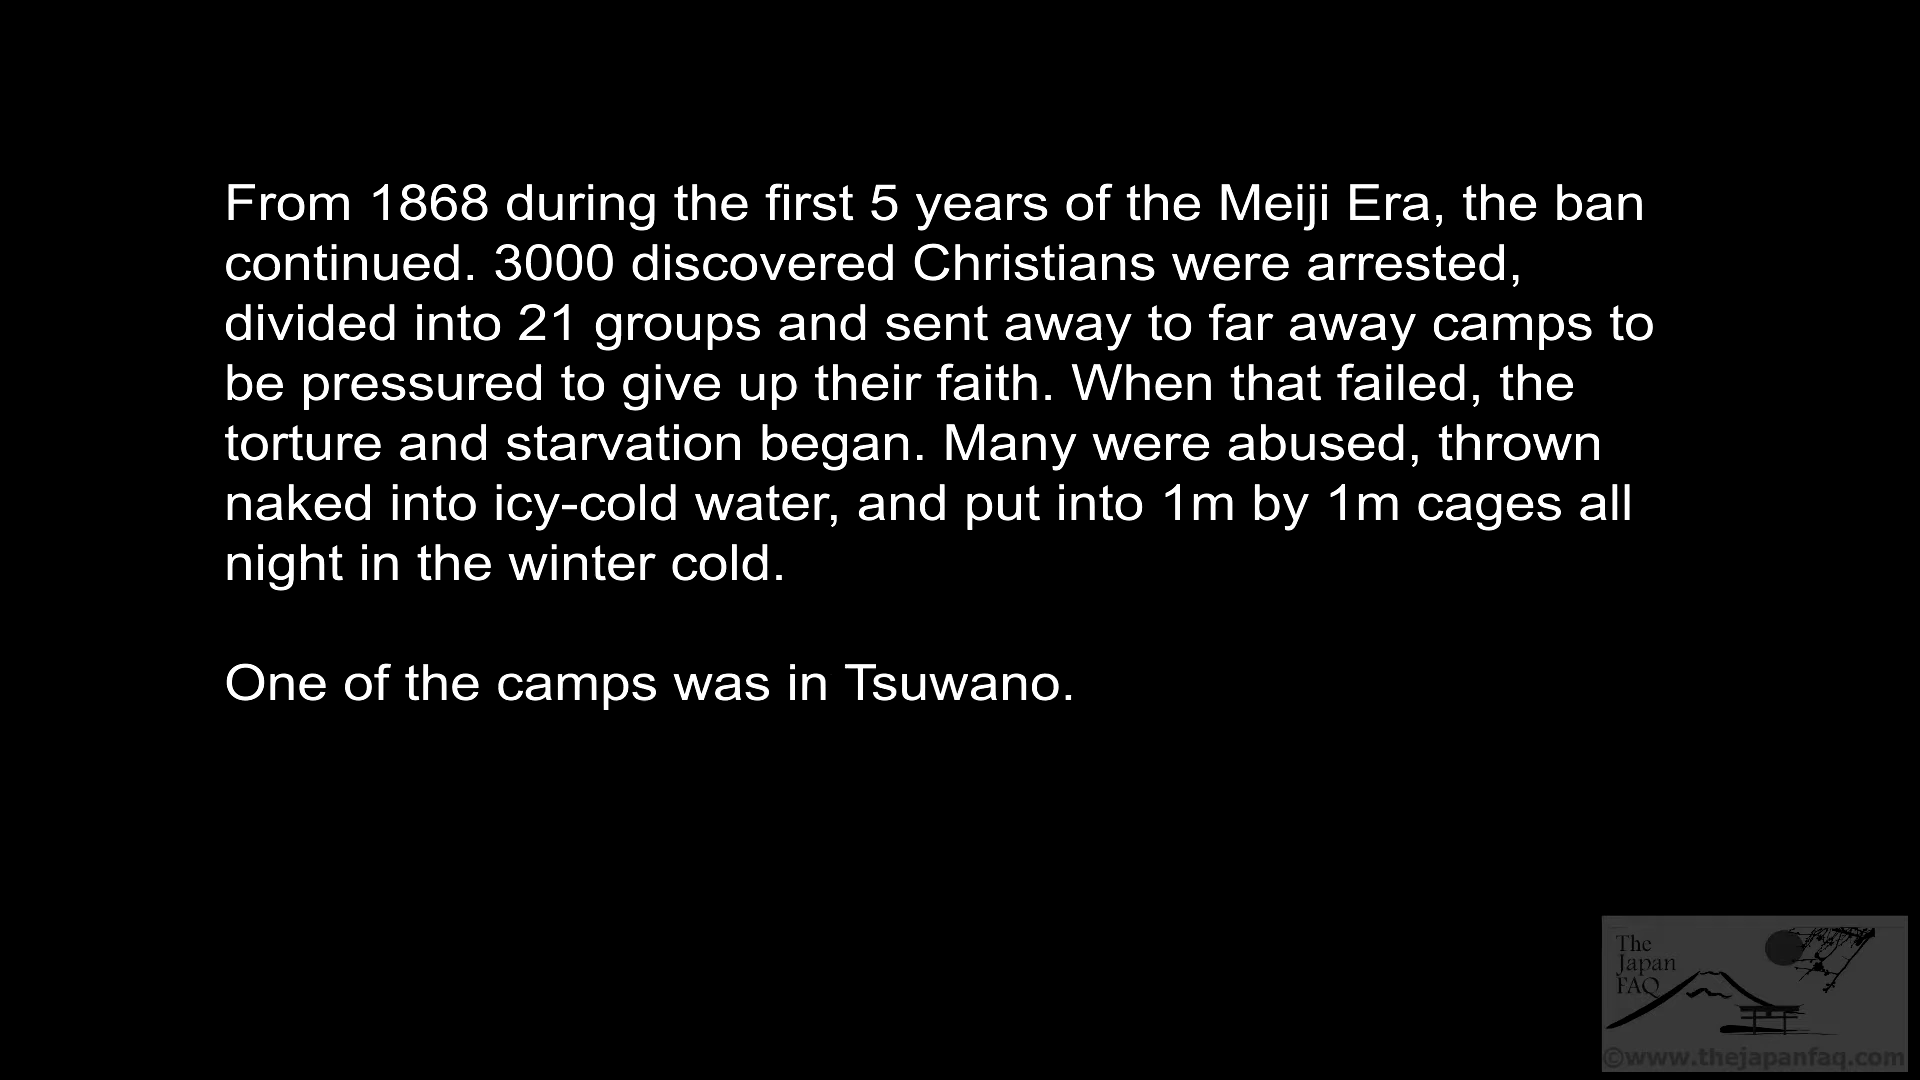 From 1868 during the first 5 years of the Meiji Era, the ban
continued. 3000 discovered Christians were arrested,
divided into 21 groups and sent away to far away camps to
be pressured to give up their faith. When that failed, the
torture and starvation began. Many were abused, thrown
naked into icy-cold water, and put into 1m by 1m cages all
night in the winter cold.
One of the camps was in Tsuwano.
The
Japan
FAQ
©www.thejapanfaq.com